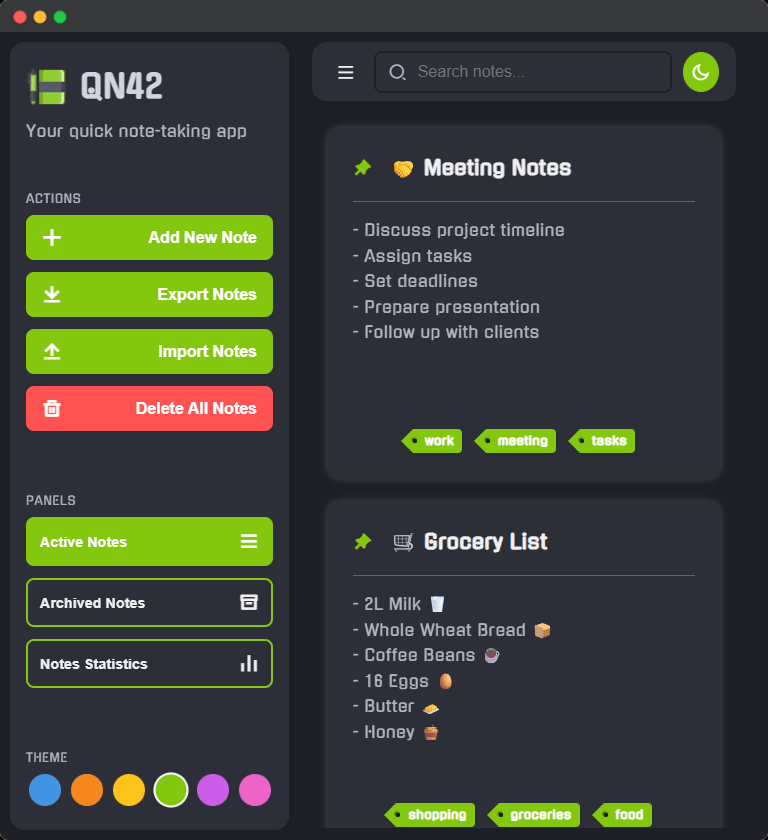 QN42
Your quick note-taking app
ACTIONS
Add New Note
Export Notes
Import Notes
Delete All Notes
PANELS
Active Notes
Archived Notes
Notes Statistics
THEME
Search notes...
Meeting Notes
- Discuss project timeline
- Assign tasks
- Set deadlines
- Prepare presentation
- Follow up with clients
work meeting tasks
Grocery List
- 2L Milk 🥛
- Whole Wheat Bread 📦
- Coffee Beans ☕
- 16 Eggs 🥚
- Butter 🧈
- Honey 🍯
shopping groceries food